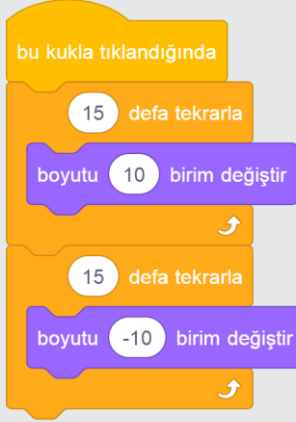 bu kukla tıklandığında
15 defa tekrarla
boyutu 10 birim değiştir
15 defa tekrarla
boyutu -10 birim değiştir